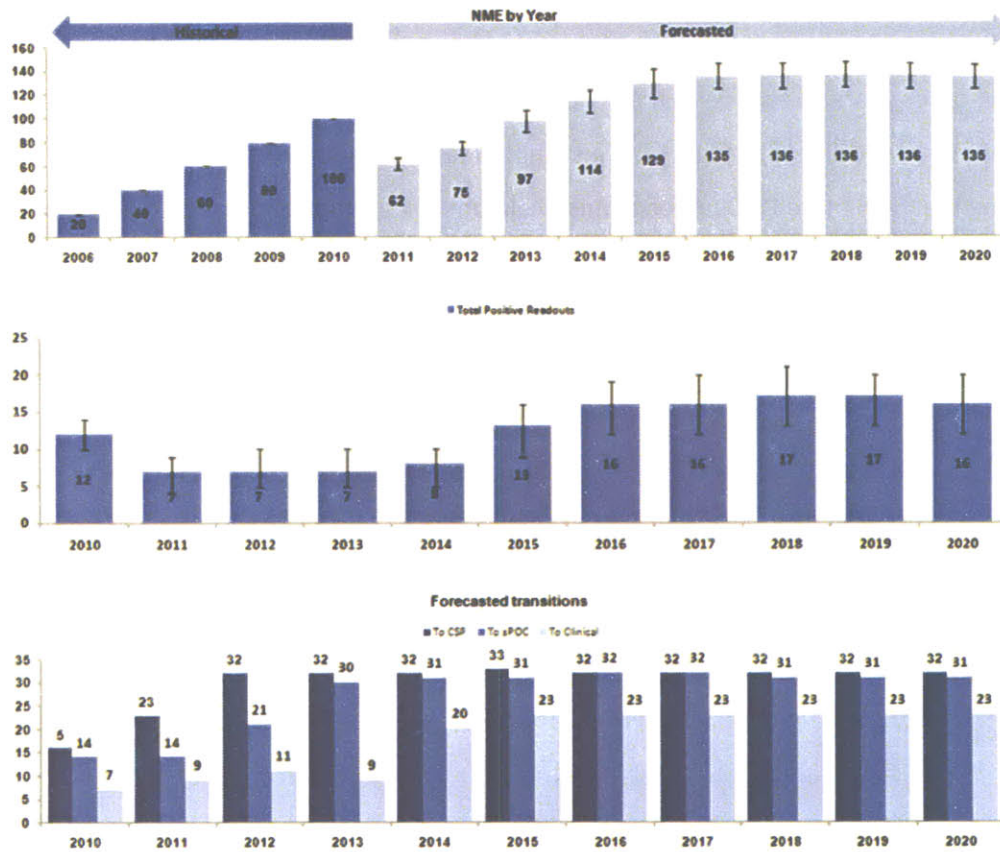 NME by Year
Historical Forecasted
160
140
120
100
80
60
40
20
0
20 40 60 80 100 62 75 97 114 129 135 136 136 136 135
2006 2007 2008 2009 2010 2011 2012 2013 2014 2015 2016 2017 2018 2019 2020
Total Positive Readouts
25
20
15
10
5
0
12 7 7 7 8 13 16 16 17 17 16
2010 2011 2012 2013 2014 2015 2016 2017 2018 2019 2020
Forecasted transitions
To CSF To sPOC To Clinical
35
30
25
20
15
10
5
0
5 14 7 23 14 9 32 21 11 32 30 9 32 31 20 33 31 23 32 32 23 32 32 23 32 31 23 32 31 23 32 31 23
2010 2011 2012 2013 2014 2015 2016 2017 2018 2019 2020